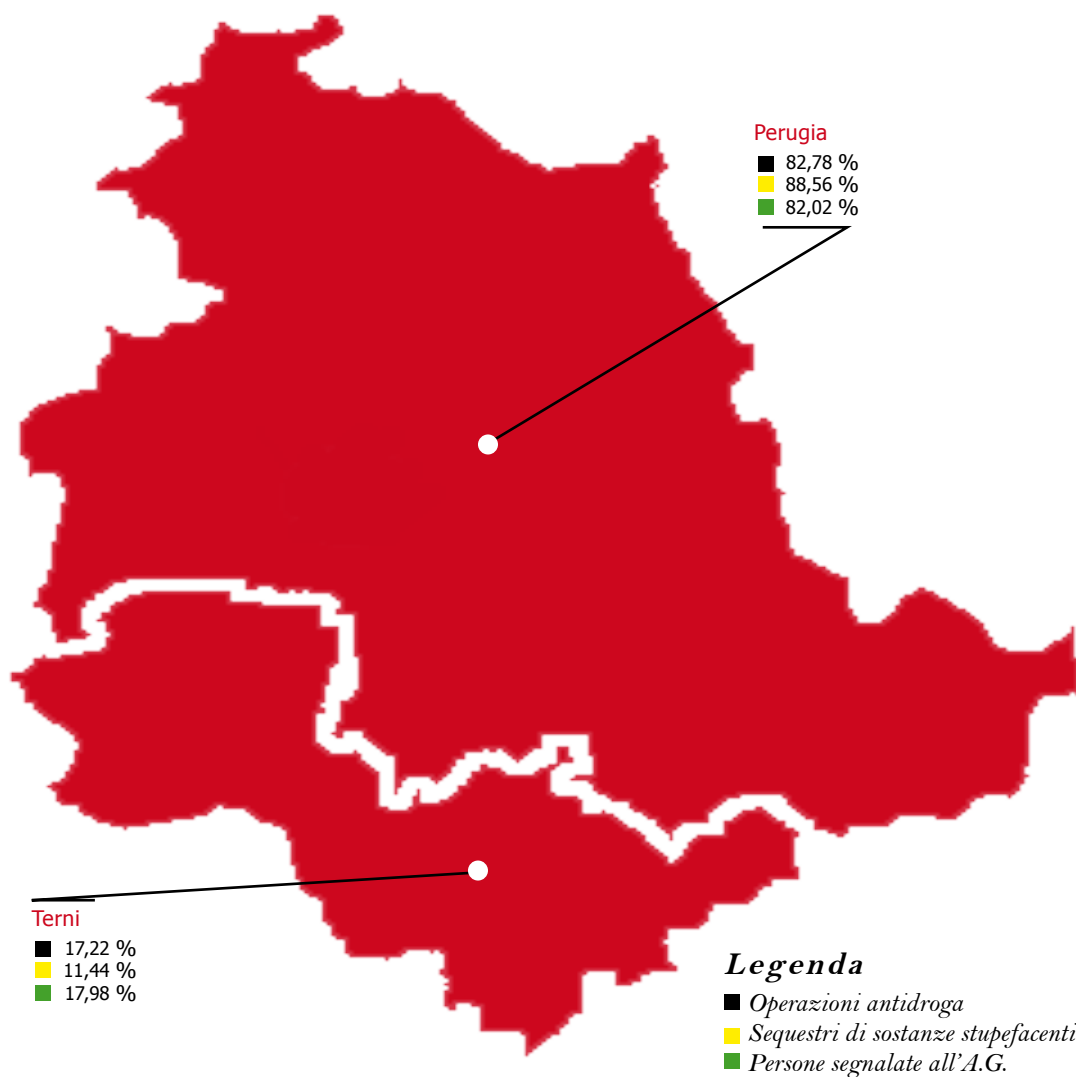 Perugia
82,78 %
88,56 %
82,02 %
Terni
17,22 %
11,44 %
17,98 %
Legenda
Operazioni antidroga
Sequestri di sostanze stupefacenti
Persone segnalate all'A.G.